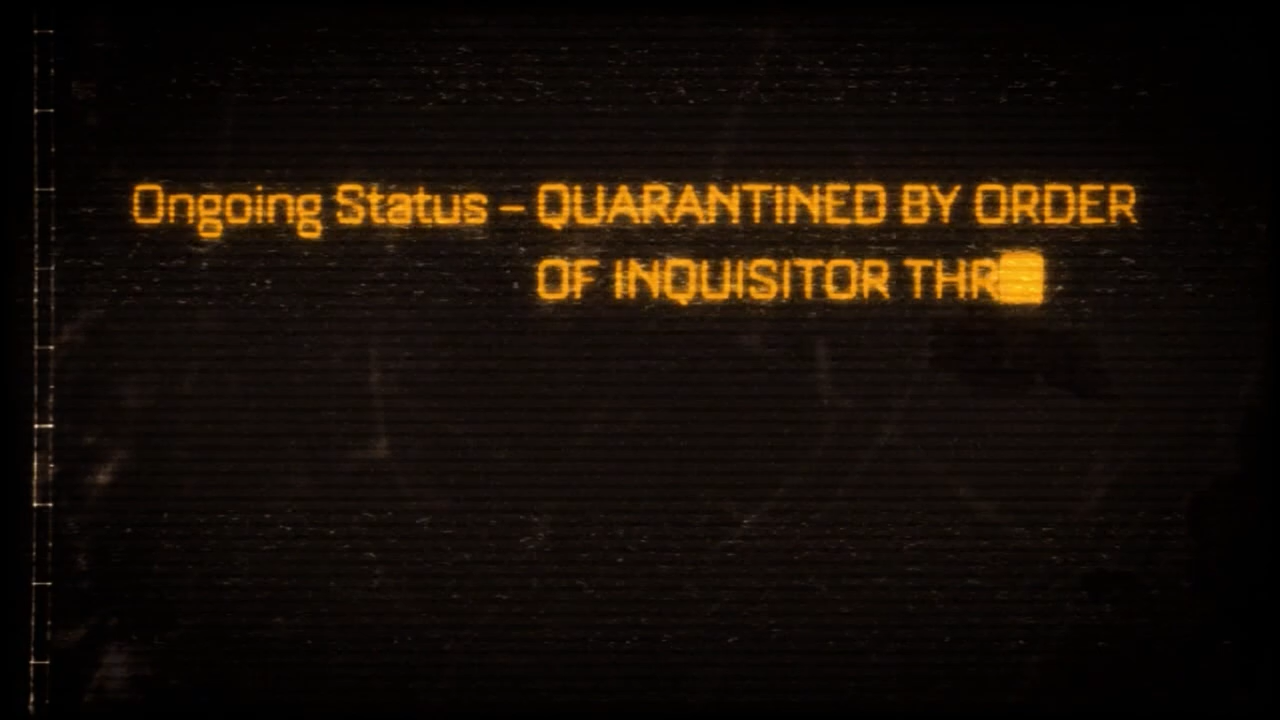 Ongoing Status – QUARANTINED BY ORDER
OF INQUISITOR THR